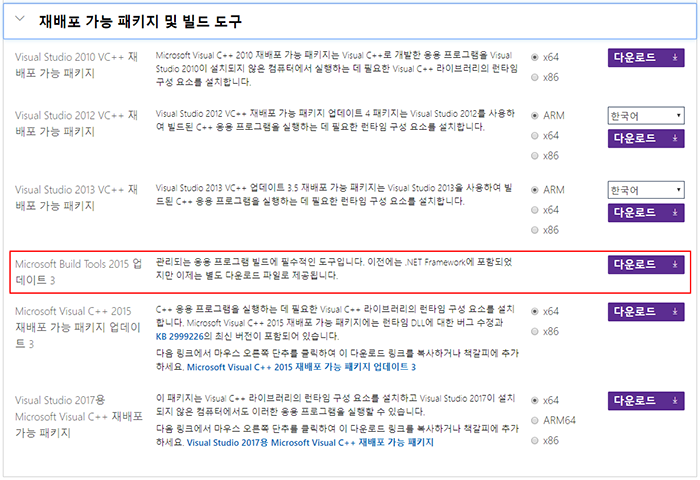 재배포 가능 패키지 및 빌드 도구
Visual Studio 2010 VC++ 재
배포 가능 패키지
Microsoft Visual C++ 2010 재배포 가능 패키지는 Visual C++로 개발한 응용 프로그램을 Visual
Studio 2010이 설치되지 않은 컴퓨터에서 실행하는 데 필요한 Visual C++ 라이브러리의 런타임
구성 요소를 설치합니다.
x64
x86
다운로드
Visual Studio 2012 VC++ 재
배포 가능 패키지
Visual Studio 2012 VC++ 재배포 가능 패키지 업데이트 4 패키지는 Visual Studio 2012를 사용하
여 빌드된 C++ 응용 프로그램을 실행하는 데 필요한 런타임 구성 요소를 설치합니다.
ARM
x64
x86
한국어
다운로드
Visual Studio 2013 VC++ 재
배포 가능 패키지
Visual Studio 2013 VC++ 업데이트 3.5 재배포 가능 패키지는 Visual Studio 2013을 사용하여 빌
드된 C++ 응용 프로그램을 실행하는 데 필요한 런타임 구성 요소를 설치합니다.
ARM
x64
x86
한국어
다운로드
Microsoft Build Tools 2015 업
데이트 3
관리되는 응용 프로그램 빌드에 필수적인 도구입니다. 이전에는 .NET Framework에 포함되었
지만 이제는 별도 다운로드 파일로 제공됩니다.
다운로드
Microsoft Visual C++ 2015
재배포 가능 패키지 업데이
트 3
C++ 응용 프로그램을 실행하는 데 필요한 Visual C++ 라이브러리의 런타임 구성 요소를 설치
합니다. Microsoft Visual C++ 2015 재배포 가능 패키지에는 런타임 DLL에 대한 버그 수정과
KB 2999226의 최신 버전이 포함되어 있습니다.
다음 링크에서 마우스 오른쪽 단추를 클릭하여 이 다운로드 링크를 복사하거나 책갈피에 추가
하세요. Microsoft Visual C++ 2015 재배포 가능 패키지 업데이트 3
x64
x86
다운로드
Visual Studio 2017용
Microsoft Visual C++ 재배포
가능 패키지
이 패키지는 Visual C++ 라이브러리의 런타임 구성 요소를 설치하고 Visual Studio 2017이 설치
되지 않은 컴퓨터에서도 이러한 응용 프로그램을 실행할 수 있습니다.
다음 링크에서 마우스 오른쪽 단추를 클릭하여 이 다운로드 링크를 복사하거나 책갈피에 추가
하세요. Visual Studio 2017용 Microsoft Visual C++ 재배포 가능 패키지
x64
ARM64
x86
다운로드